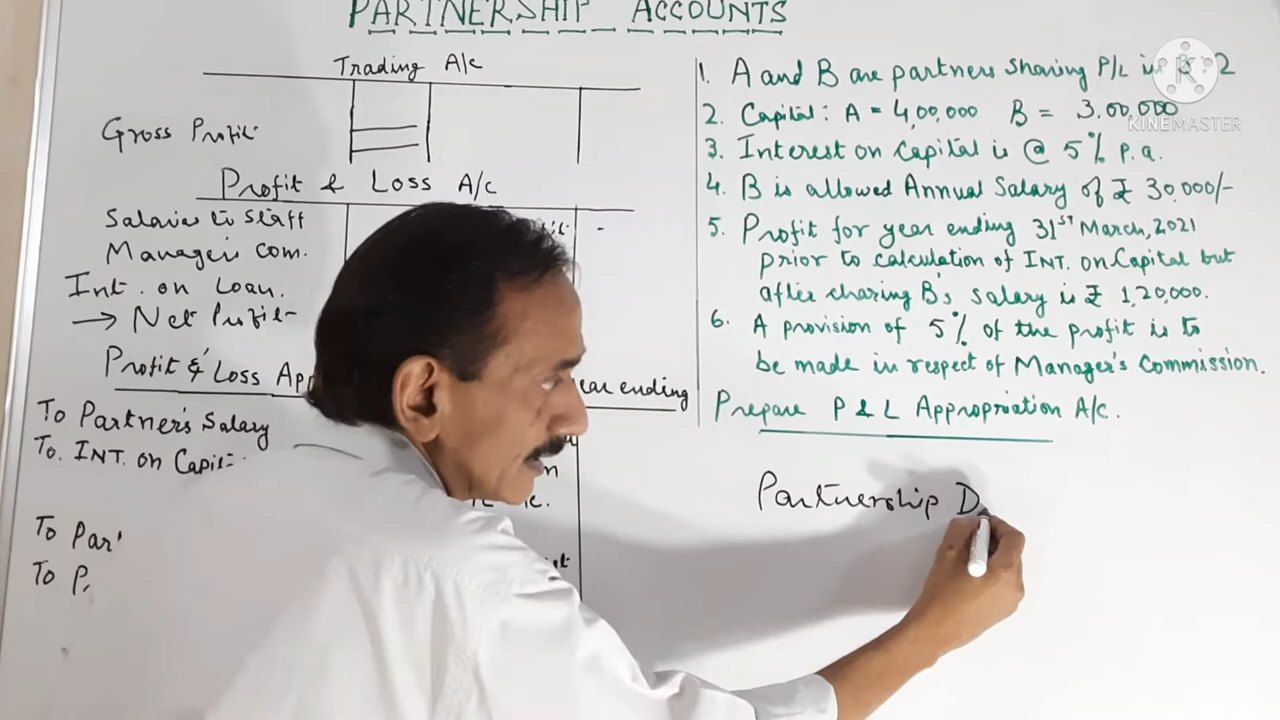 PARTNERSHIP ACCOUNTS
Trading A/c
Gross Profit
Profit & Loss A/c
Salaries to Staff
Manager's com.
Int. on Loan.
→ Net Profit
Profit & Loss App
ear ending
To Partner's Salary
To. INT. on Capit
To Par
To P
1. A and B are partners sharing P/L in 2
2. Capital: A = 4,00,000 B = 3,00,000
3. Interest on Capital is @ 5% p.a.
4. B is allowed Annual Salary of ₹ 30,000/-
5. Profit for year ending 31ST March, 2021
prior to calculation of INT. on Capital but
after charing B's salary is ₹ 1,20,000.
6. A provision of 5% of the profit is to
be made in respect of Manager's Commission.
Prepare P & L Appropriation A/c.
Partnership D
KINEMASTER